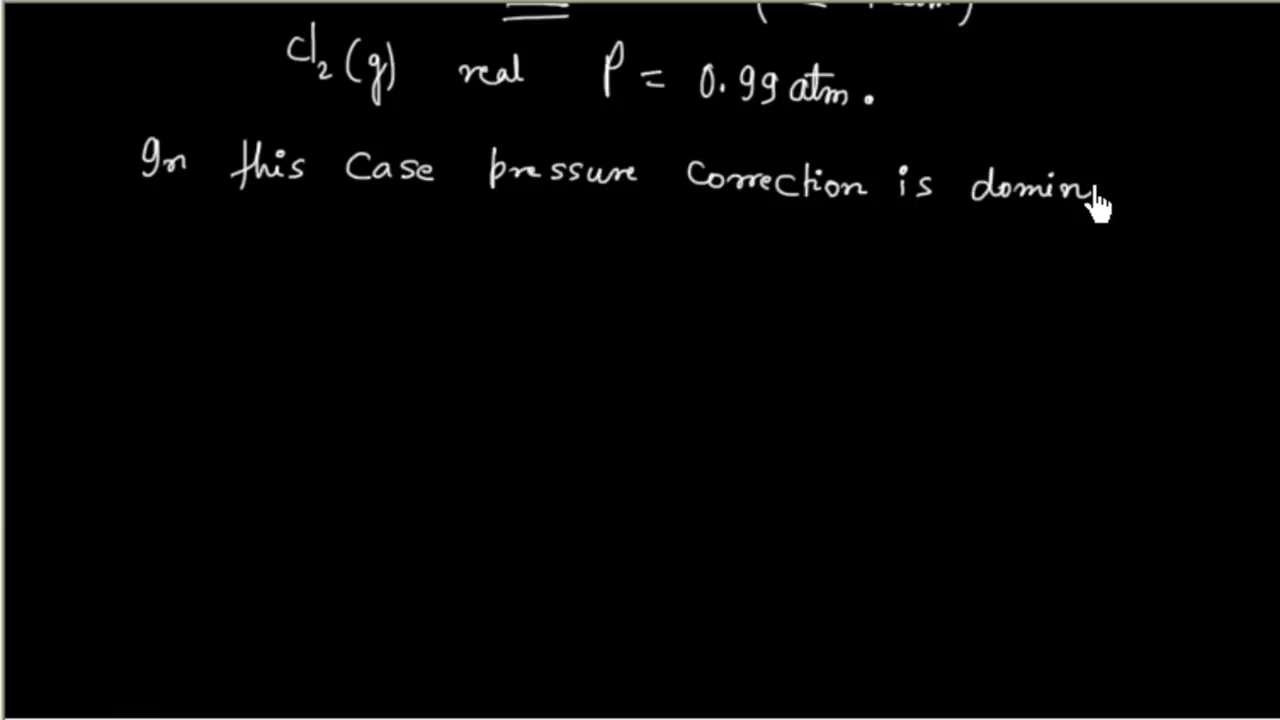 Cl₂(g) real P = 0.99 atm.
In this case pressure correction is domin